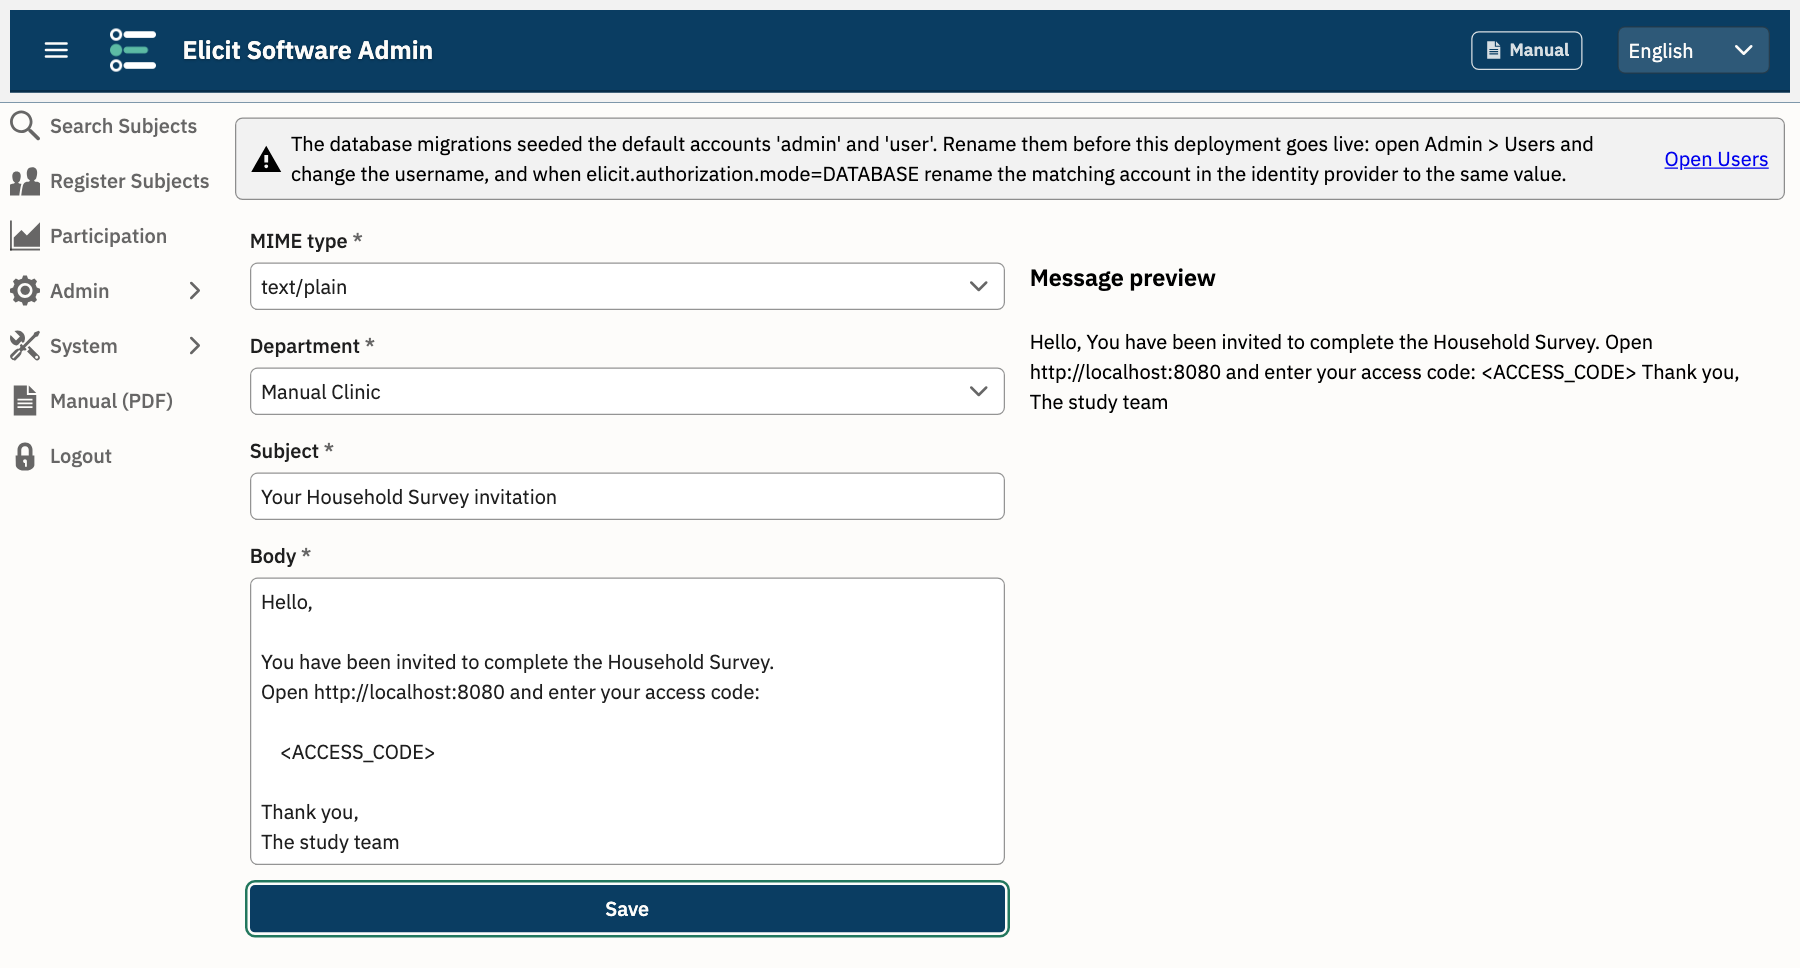 Elicit Software Admin
Manual
English
Search Subjects
Register Subjects
Participation
Admin
System
Manual (PDF)
Logout
The database migrations seeded the default accounts 'admin' and 'user'. Rename them before this deployment goes live: open Admin > Users and
change the username, and when elicit.authorization.mode=DATABASE rename the matching account in the identity provider to the same value.
Open Users
MIME type *
text/plain
Department *
Manual Clinic
Subject *
Your Household Survey invitation
Body *
Hello,
You have been invited to complete the Household Survey.
Open http://localhost:8080 and enter your access code:
<ACCESS_CODE>
Thank you,
The study team
Save
Message preview
Hello, You have been invited to complete the Household Survey. Open
http://localhost:8080 and enter your access code: <ACCESS_CODE> Thank you,
The study team